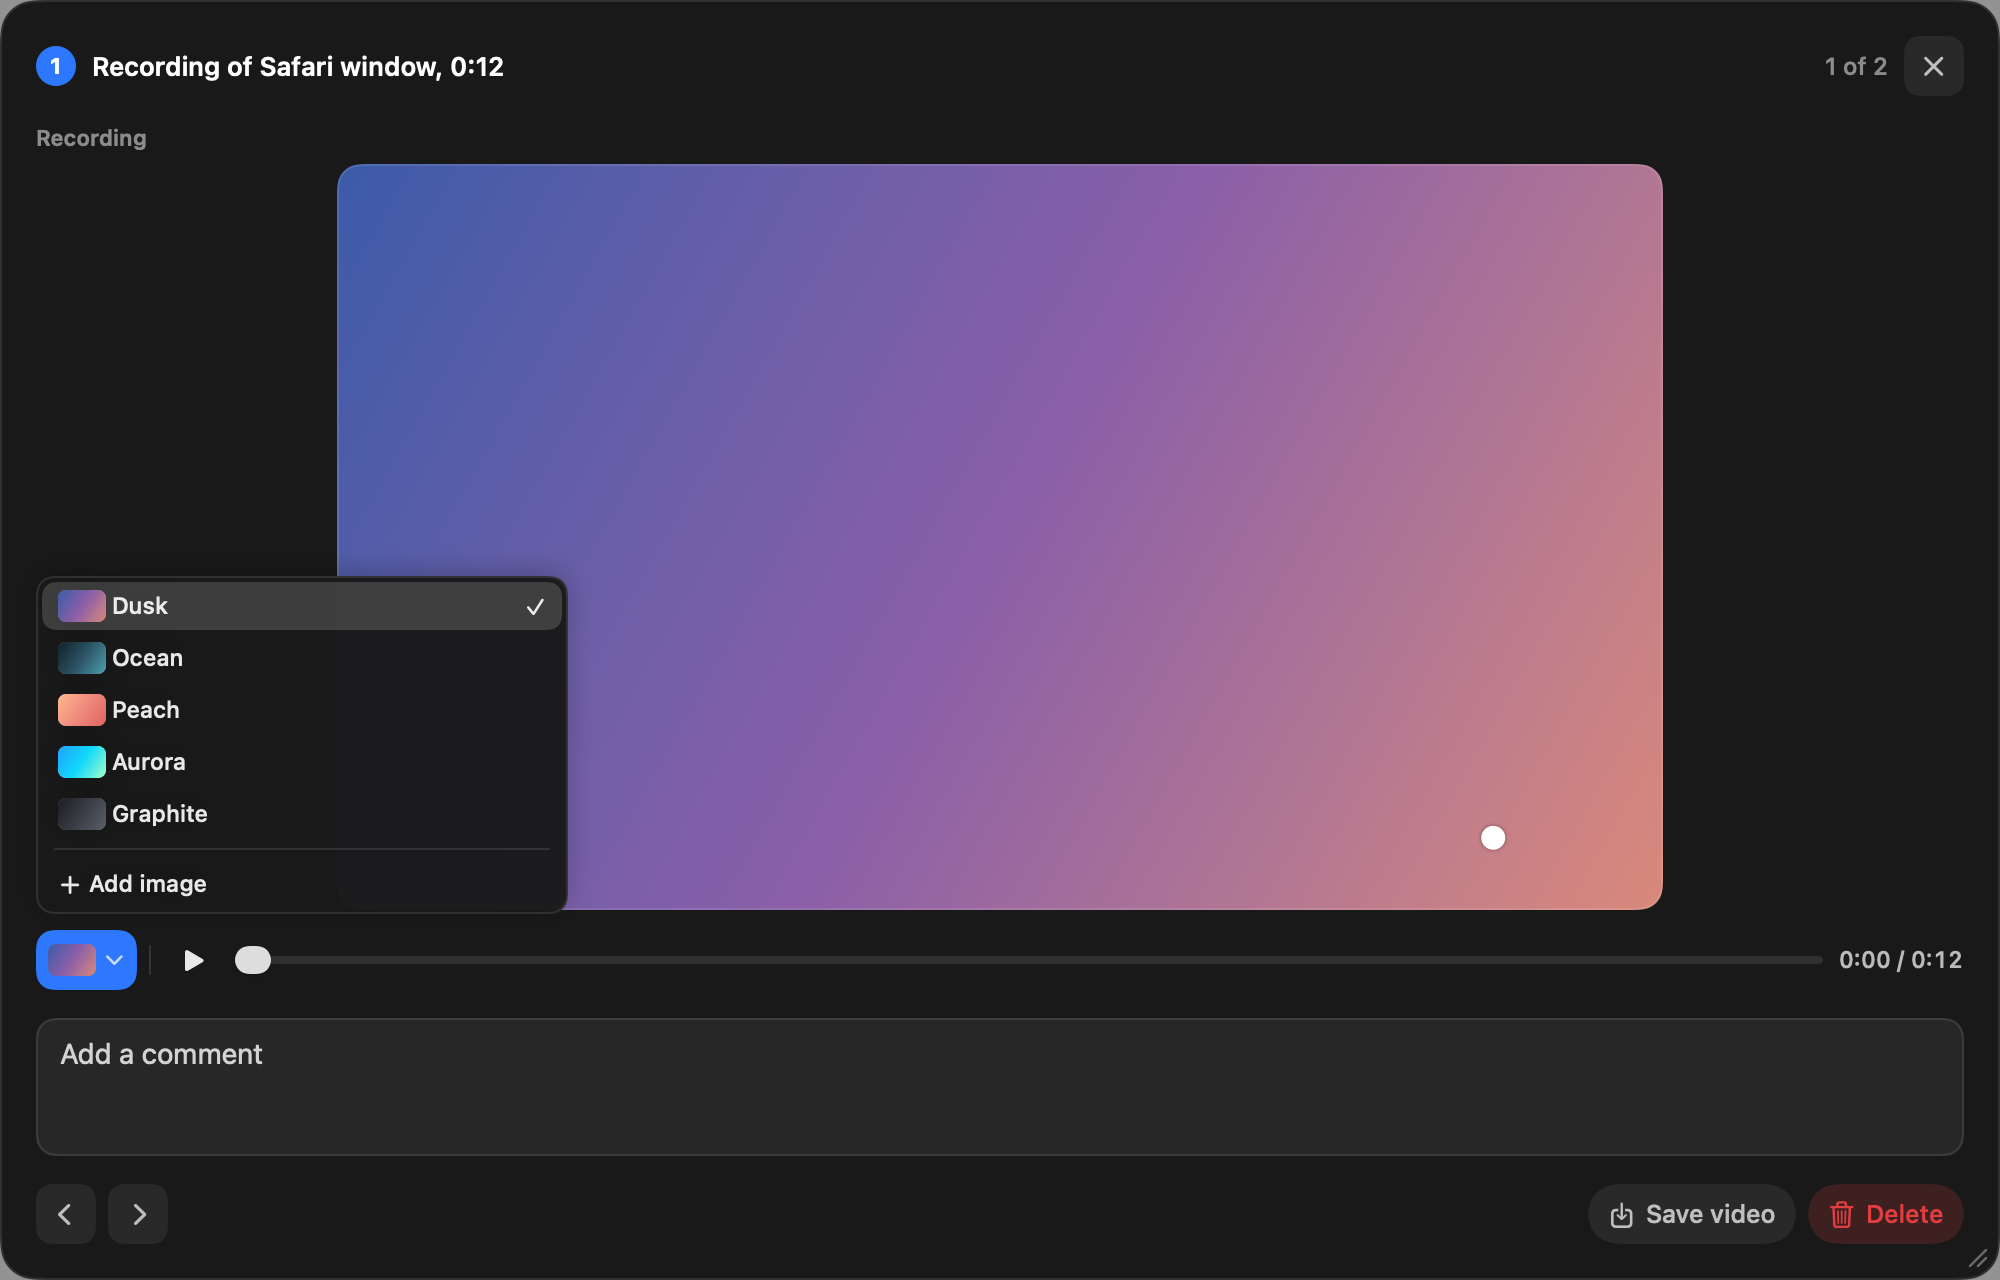 1 Recording of Safari window, 0:12
1 of 2
Recording
Dusk
Ocean
Peach
Aurora
Graphite
Add image
0:00 / 0:12
Add a comment
Save video
Delete